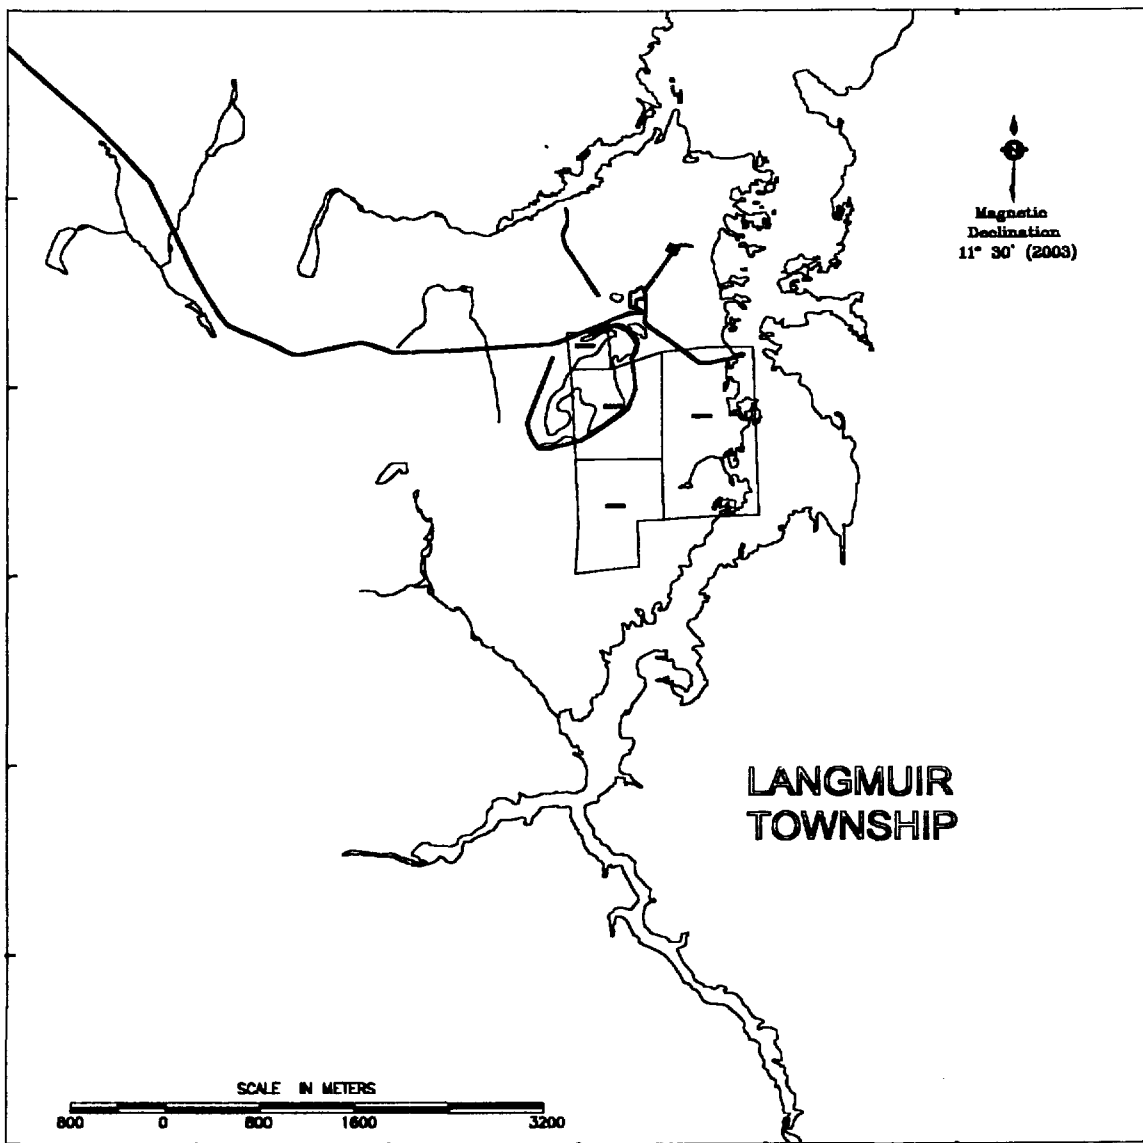 N
Magnetic
Declination
11° 30' (2003)
LANGMUIR
TOWNSHIP
SCALE IN METERS
800 0 800 1600 3200